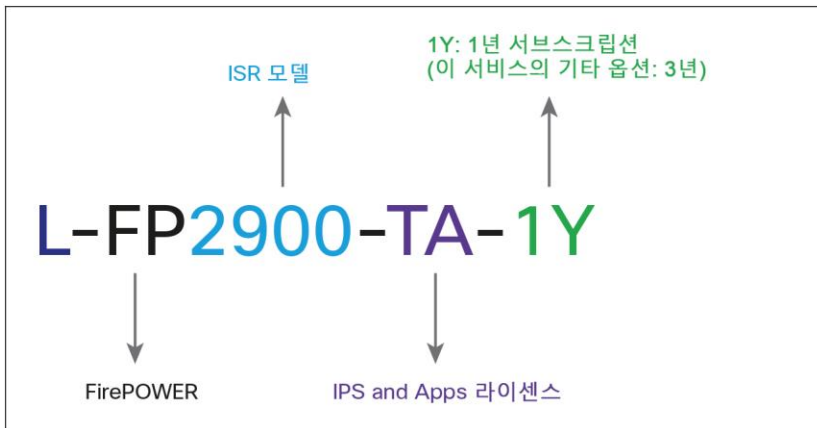 1Y: 1년 서브스크립션
(이 서비스의 기타 옵션: 3년)
ISR 모델
L-FP2900-TA-1Y
FirePOWER
IPS and Apps 라이센스